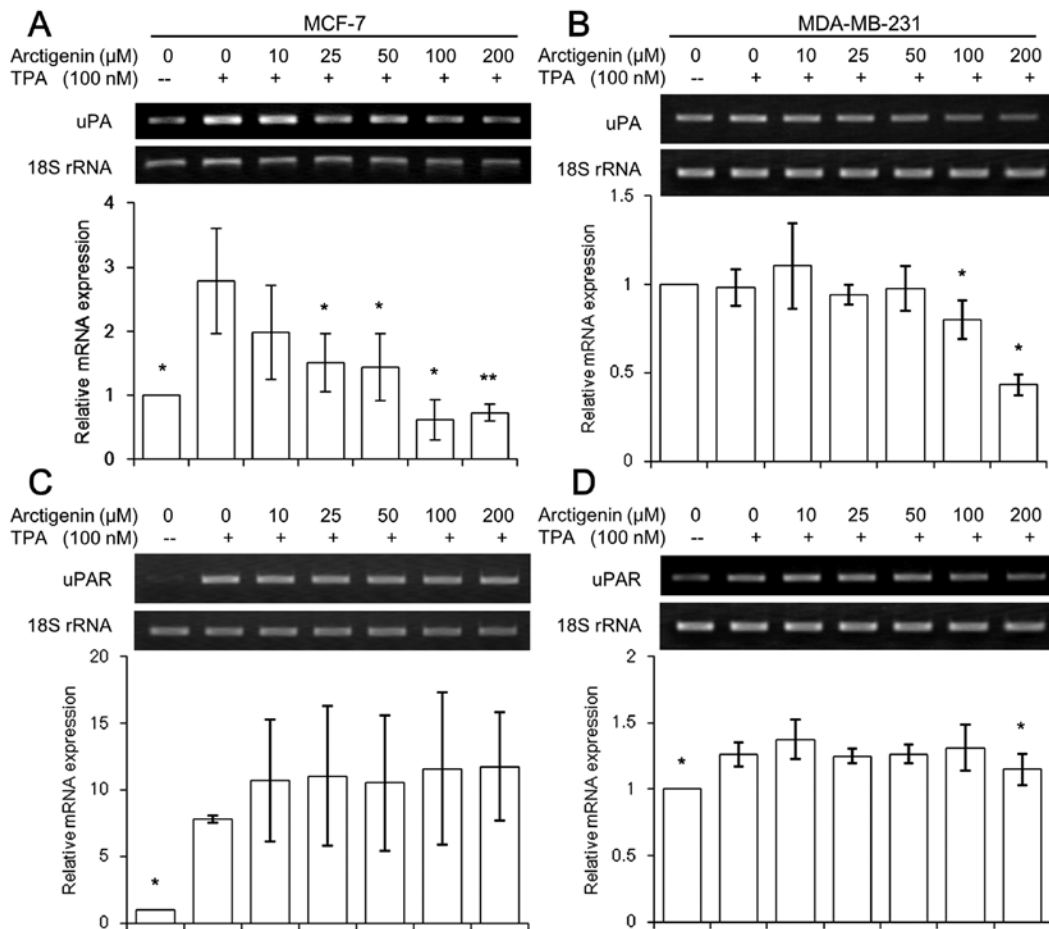 A
MCF-7
Arctigenin (μM) 0 0 10 25 50 100 200
TPA (100 nM) -- + + + + + +
uPA
18S rRNA
Relative mRNA expression
4
3
2
1
0
* * * * **
B
MDA-MB-231
Arctigenin (μM) 0 0 10 25 50 100 200
TPA (100 nM) -- + + + + + +
uPA
18S rRNA
Relative mRNA expression
1.5
1
0.5
0
* *
C
Arctigenin (μM) 0 0 10 25 50 100 200
TPA (100 nM) -- + + + + + +
uPAR
18S rRNA
Relative mRNA expression
20
15
10
5
0
*
D
Arctigenin (μM) 0 0 10 25 50 100 200
TPA (100 nM) -- + + + + + +
uPAR
18S rRNA
Relative mRNA expression
2
1.5
1
0.5
0
* *